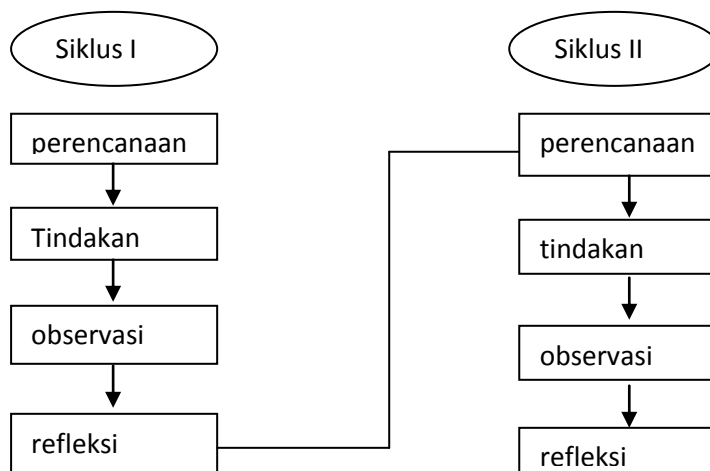 Siklus I
perencanaan
Tindakan
observasi
refleksi
Siklus II
perencanaan
tindakan
observasi
refleksi